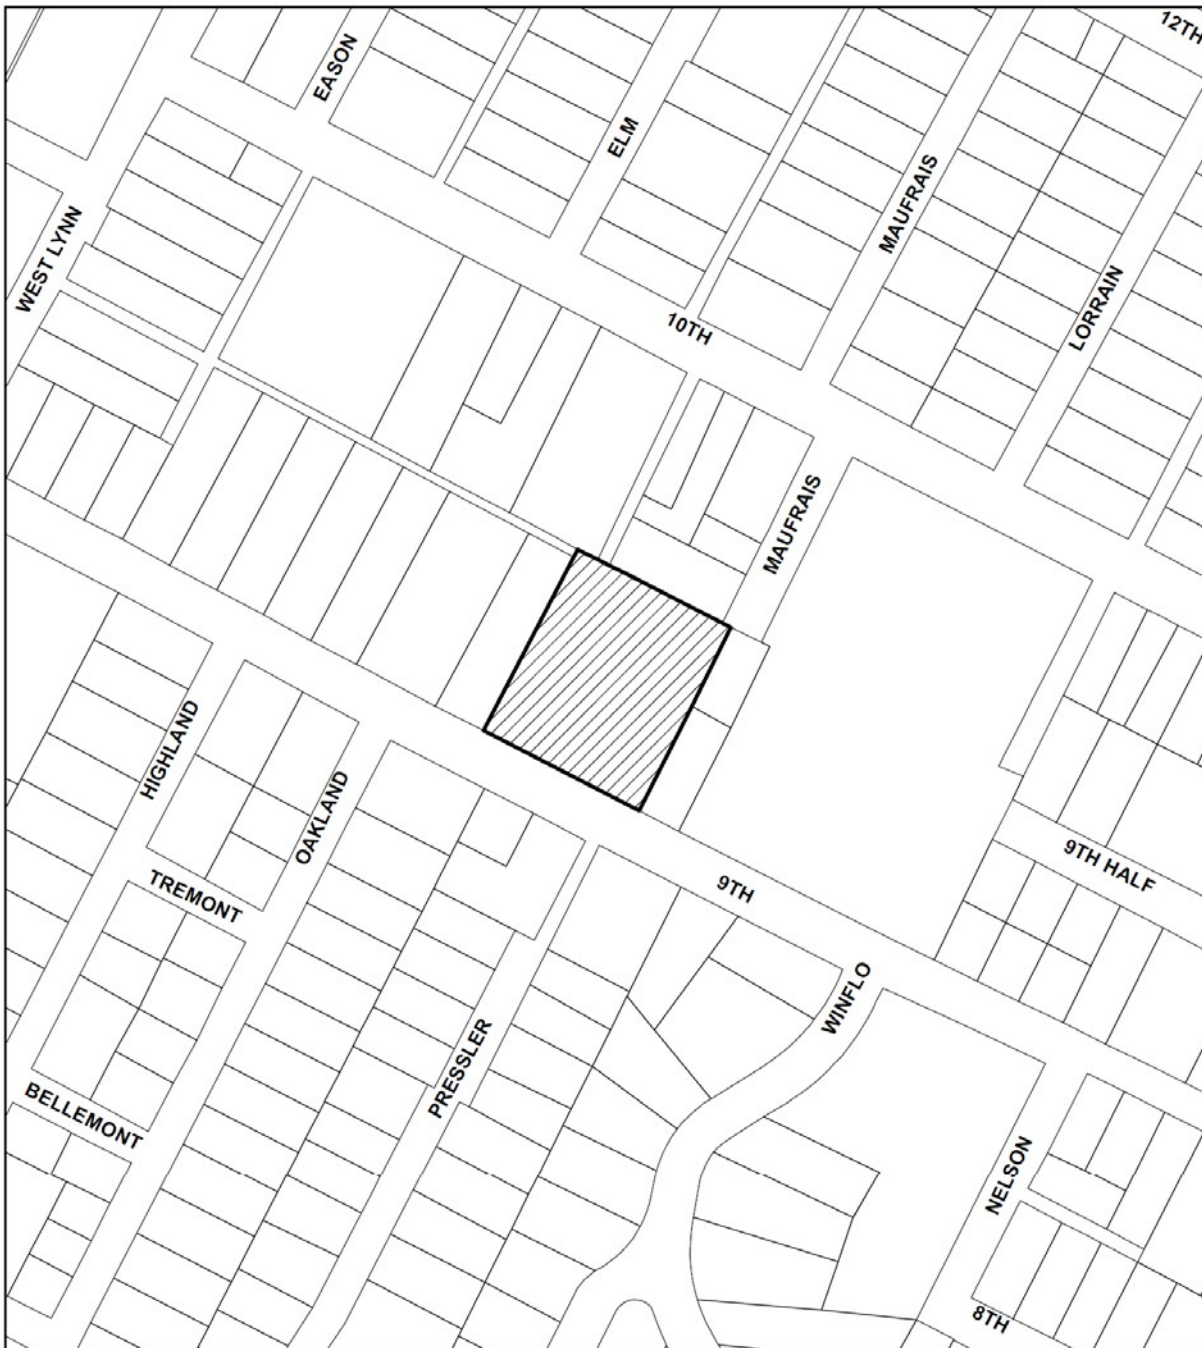 12TH
EASON
ELM
MAUFRAIS
WEST LYNN
LORRAIN
10TH
MAUFRAIS
HIGHLAND
OAKLAND
9TH HALF
TREMONT
9TH
WINFLO
PRESSLER
BELLEMONT
NELSON
8TH